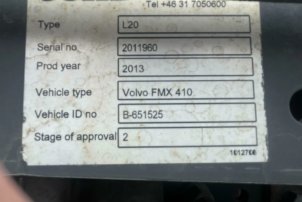 Tel +46 31 7050600
Type L20
Serial no 2011960
Prod year 2013
Vehicle type Volvo FMX 410
Vehicle ID no B-651525
Stage of approval 2
1612766